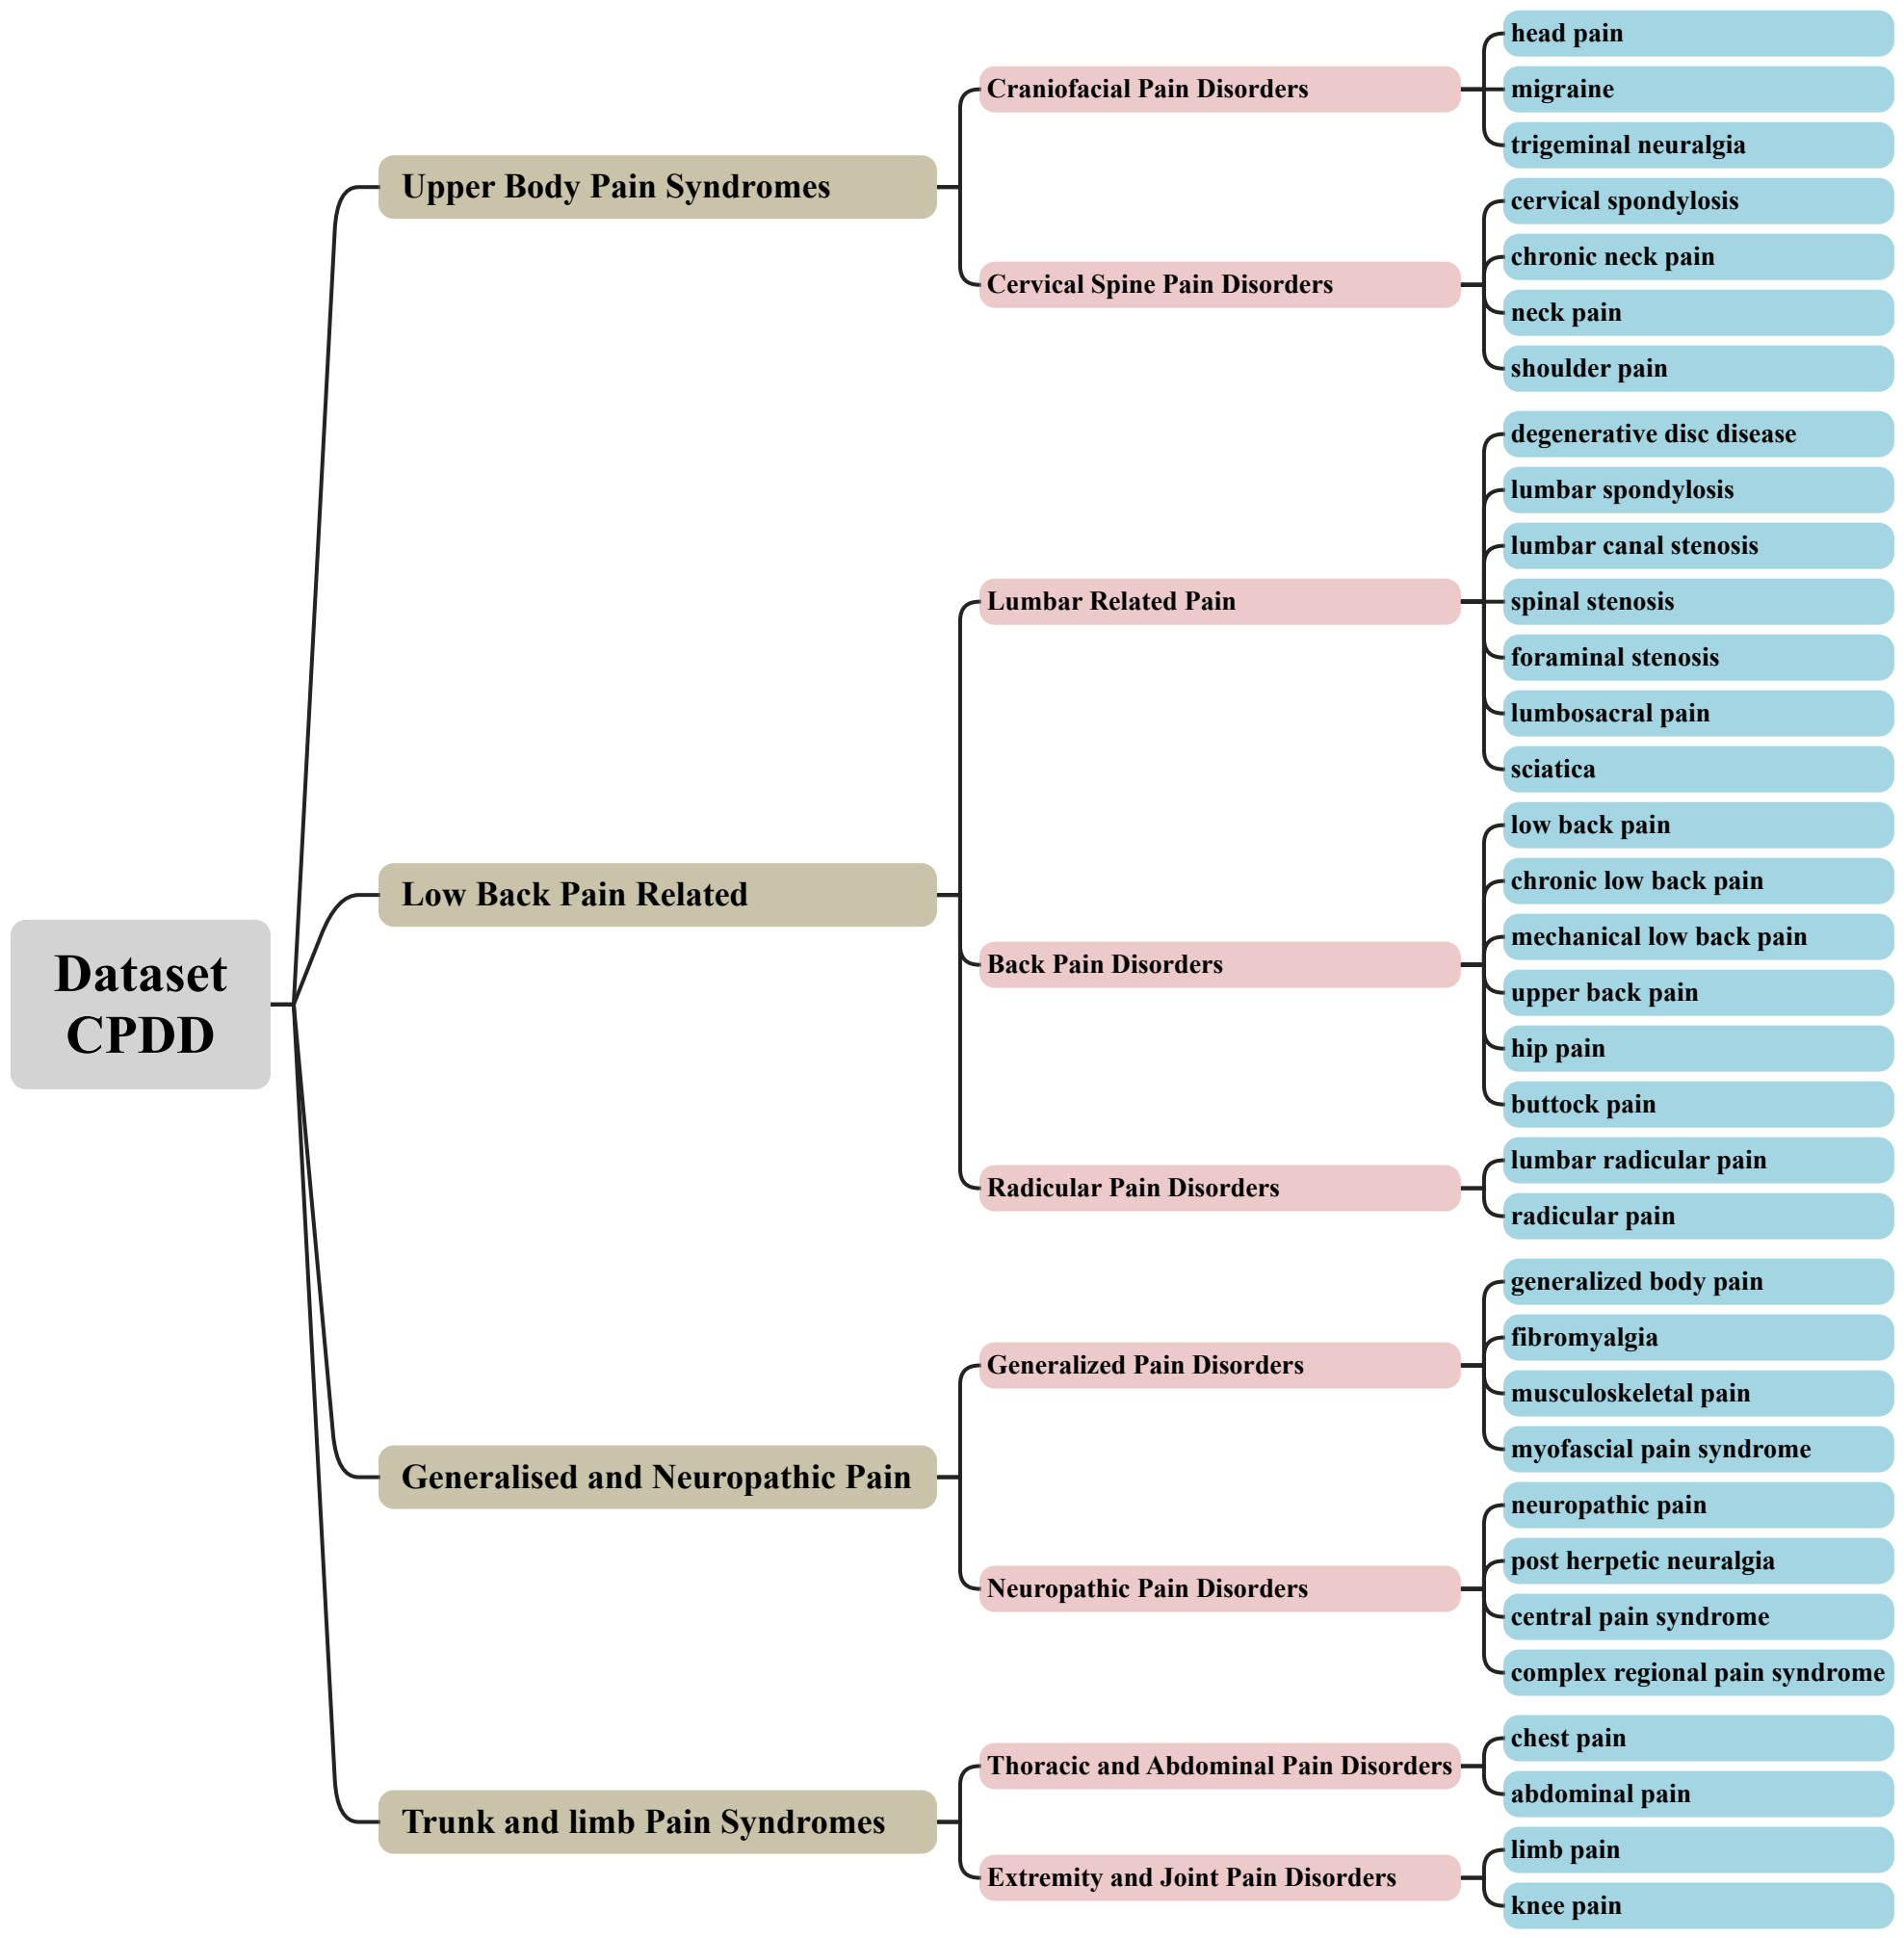 Dataset
CPDD
Upper Body Pain Syndromes
Craniofacial Pain Disorders
head pain
migraine
trigeminal neuralgia
Cervical Spine Pain Disorders
cervical spondylosis
chronic neck pain
neck pain
shoulder pain
Low Back Pain Related
Lumbar Related Pain
degenerative disc disease
lumbar spondylosis
lumbar canal stenosis
spinal stenosis
foraminal stenosis
lumbosacral pain
sciatica
Back Pain Disorders
low back pain
chronic low back pain
mechanical low back pain
upper back pain
hip pain
buttock pain
Radicular Pain Disorders
lumbar radicular pain
radicular pain
Generalised and Neuropathic Pain
Generalized Pain Disorders
generalized body pain
fibromyalgia
musculoskeletal pain
myofascial pain syndrome
Neuropathic Pain Disorders
neuropathic pain
post herpetic neuralgia
central pain syndrome
complex regional pain syndrome
Trunk and limb Pain Syndromes
Thoracic and Abdominal Pain Disorders
chest pain
abdominal pain
Extremity and Joint Pain Disorders
limb pain
knee pain